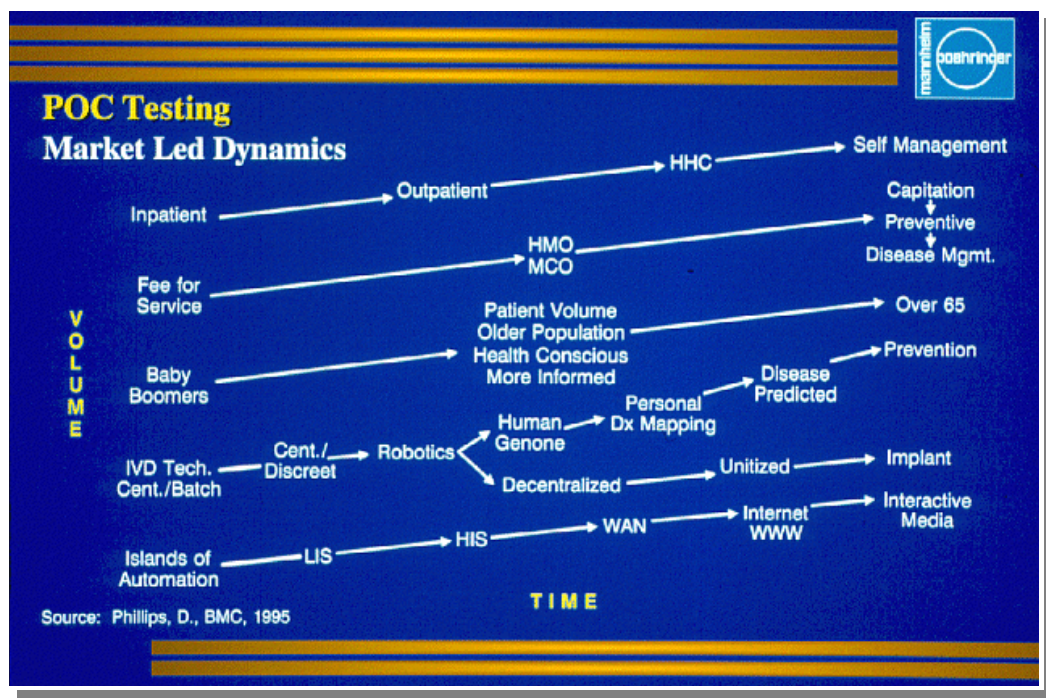 mannheim
boehringer
POC Testing
Market Led Dynamics
Inpatient
Outpatient
HHC
Self Management
Fee for
Service
HMO
MCO
Capitation
Preventive
Disease Mgmt.
Baby
Boomers
Patient Volume
Older Population
Health Conscious
More Informed
Over 65
IVD Tech.
Cent./Batch
Cent./
Discreet
Robotics
Human
Genone
Personal
Dx Mapping
Disease
Predicted
Prevention
Decentralized
Unitized
Implant
Islands of
Automation
LIS
HIS
WAN
Internet
WWW
Interactive
Media
VOLUME
TIME
Source: Phillips, D., BMC, 1995